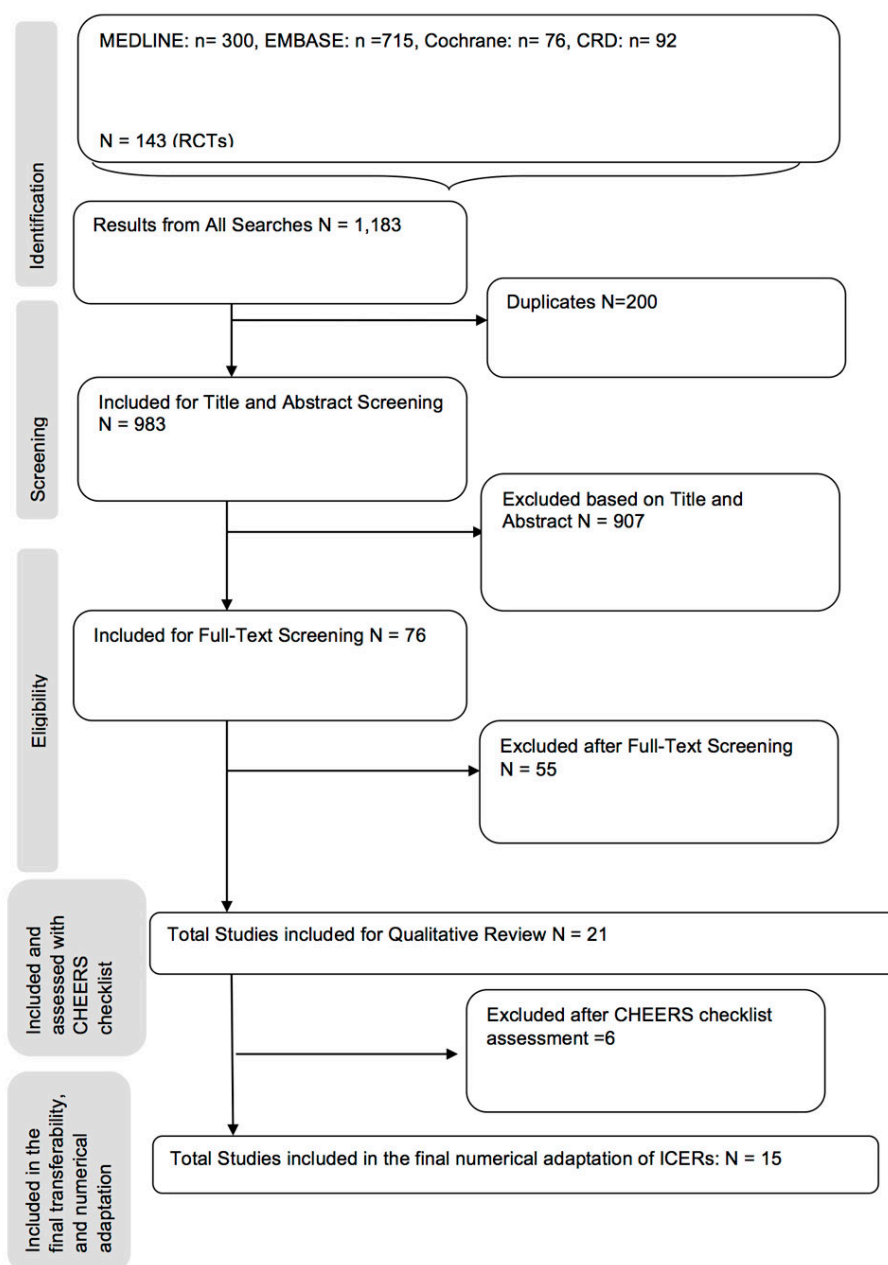 MEDLINE: n= 300, EMBASE: n =715, Cochrane: n= 76, CRD: n= 92
N = 143 (RCTs)
Identification
Results from All Searches N = 1,183
Duplicates N=200
Screening
Included for Title and Abstract Screening
N = 983
Excluded based on Title and
Abstract N = 907
Eligibility
Included for Full-Text Screening N = 76
Excluded after Full-Text Screening
N = 55
Included and
assessed with
CHEERS
checklist
Total Studies included for Qualitative Review N = 21
Excluded after CHEERS checklist
assessment =6
Included in the
final transferability,
and numerical
adaptation
Total Studies included in the final numerical adaptation of ICERs: N = 15